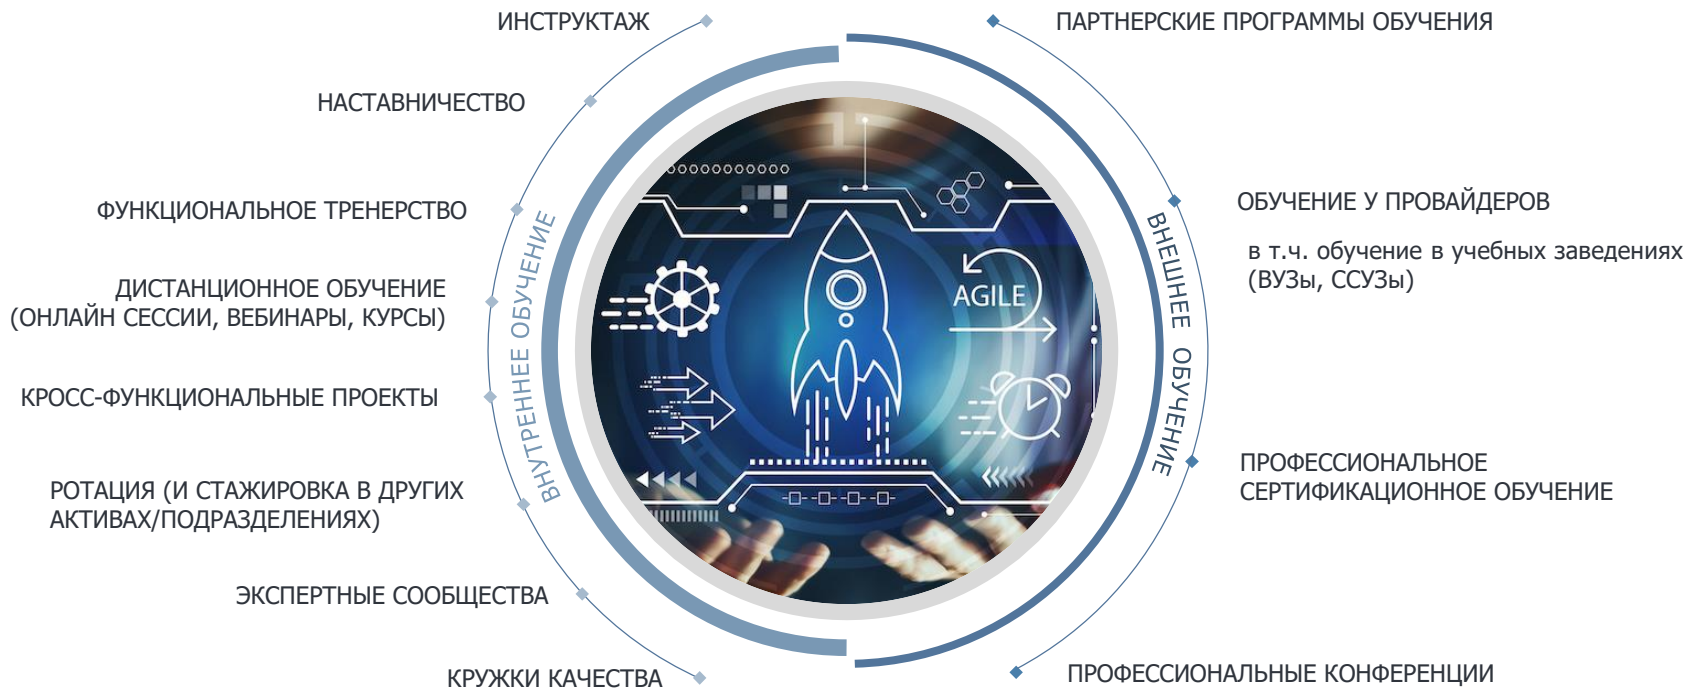 ИНСТРУКТАЖ
НАСТАВНИЧЕСТВО
ФУНКЦИОНАЛЬНОЕ ТРЕНЕРСТВО
ДИСТАНЦИОННОЕ ОБУЧЕНИЕ
(ОНЛАЙН СЕССИИ, ВЕБИНАРЫ, КУРСЫ)
КРОСС-ФУНКЦИОНАЛЬНЫЕ ПРОЕКТЫ
РОТАЦИЯ (И СТАЖИРОВКА В ДРУГИХ
АКТИВАХ/ПОДРАЗДЕЛЕНИЯХ)
ЭКСПЕРТНЫЕ СООБЩЕСТВА
КРУЖКИ КАЧЕСТВА
ВНУТРЕННЕЕ ОБУЧЕНИЕ
AGILE
ВНЕШНЕЕ ОБУЧЕНИЕ
ПАРТНЕРСКИЕ ПРОГРАММЫ ОБУЧЕНИЯ
ОБУЧЕНИЕ У ПРОВАЙДЕРОВ
в т.ч. обучение в учебных заведениях
(ВУЗы, ССУЗы)
ПРОФЕССИОНАЛЬНОЕ
СЕРТИФИКАЦИОННОЕ ОБУЧЕНИЕ
ПРОФЕССИОНАЛЬНЫЕ КОНФЕРЕНЦИИ